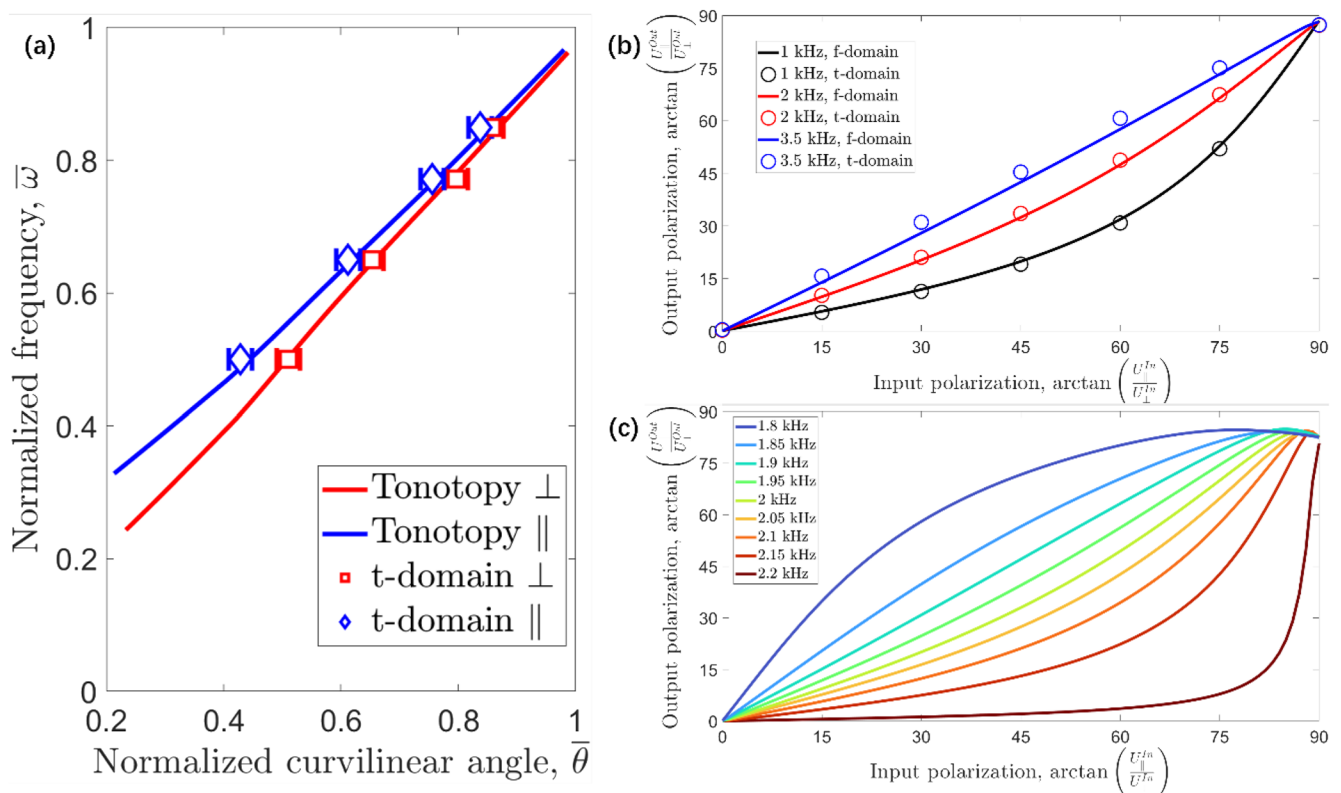 (a)
1
0.8
0.6
0.4
0.2
0
Normalized frequency, ω̅
Tonotopy ⊥
Tonotopy ∥
t-domain ⊥
t-domain ∥
0.2 0.4 0.6 0.8 1
Normalized curvilinear angle, θ̅
(b)
90
75
60
45
30
15
0
Output polarization, arctan (U∥^Out / U⊥^Out)
1 kHz, f-domain
1 kHz, t-domain
2 kHz, f-domain
2 kHz, t-domain
3.5 kHz, f-domain
3.5 kHz, t-domain
0 15 30 45 60 75 90
Input polarization, arctan (U∥^In / U⊥^In)
(c)
90
75
60
45
30
15
0
Output polarization, arctan (U^Out / U⊥^Out)
1.8 kHz
1.85 kHz
1.9 kHz
1.95 kHz
2 kHz
2.05 kHz
2.1 kHz
2.15 kHz
2.2 kHz
0 15 30 45 60 75 90
Input polarization, arctan (U∥^In / U^In)